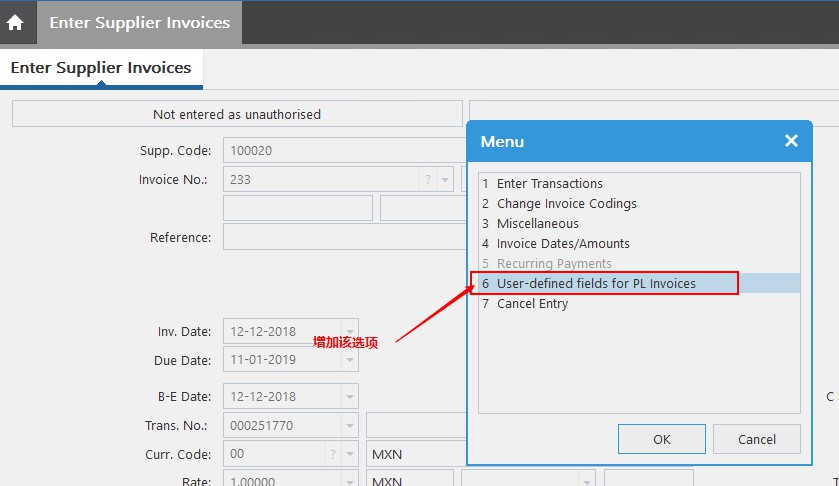 Enter Supplier Invoices
Enter Supplier Invoices
Not entered as unauthorised
Supp. Code: 100020
Invoice No.: 233 ?
Reference:
Inv. Date: 12-12-2018
Due Date: 11-01-2019
B-E Date: 12-12-2018
Trans. No.: 000251770
Curr. Code: 00 ? MXN
Rate: 1.00000 MXN
增加该选项
Menu
1 Enter Transactions
2 Change Invoice Codings
3 Miscellaneous
4 Invoice Dates/Amounts
5 Recurring Payments
6 User-defined fields for PL Invoices
7 Cancel Entry
OK Cancel
C